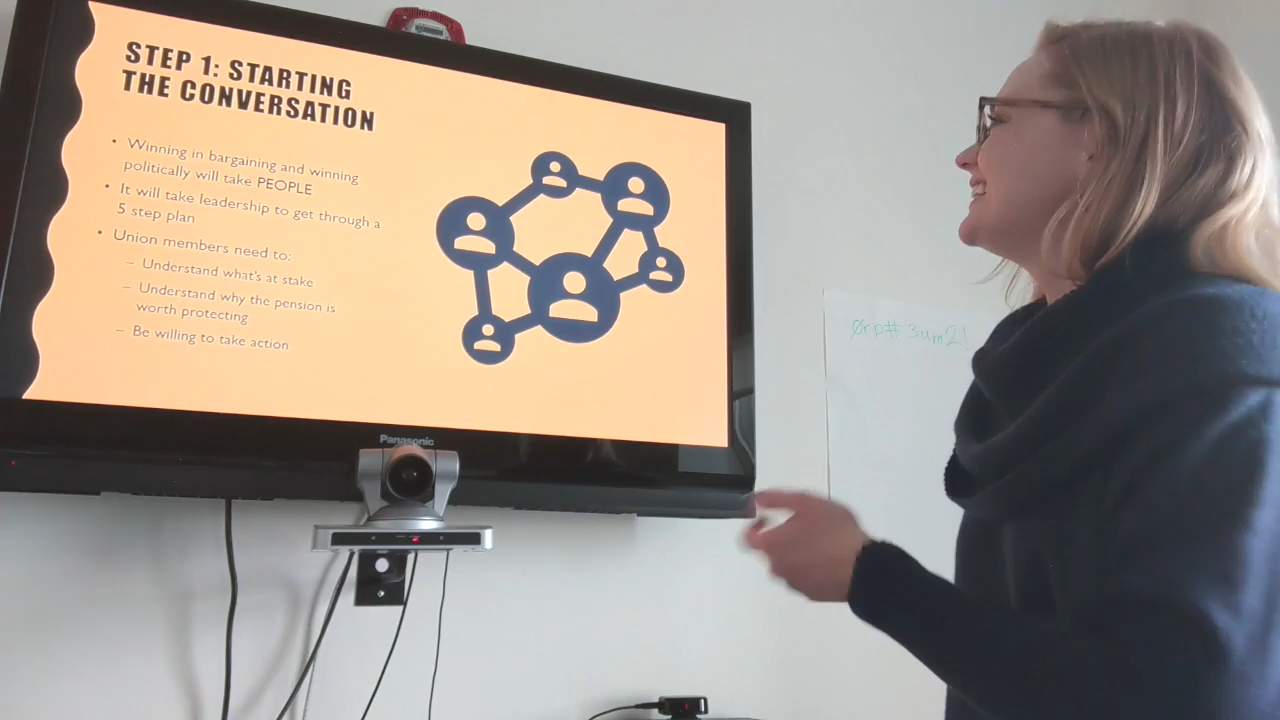 STEP 1: STARTING
THE CONVERSATION
• Winning in bargaining and winning
politically will take PEOPLE
• It will take leadership to get through a
5 step plan
• Union members need to:
– Understand what's at stake
– Understand why the pension is
worth protecting
– Be willing to take action
Panasonic
Ørp#3um2!